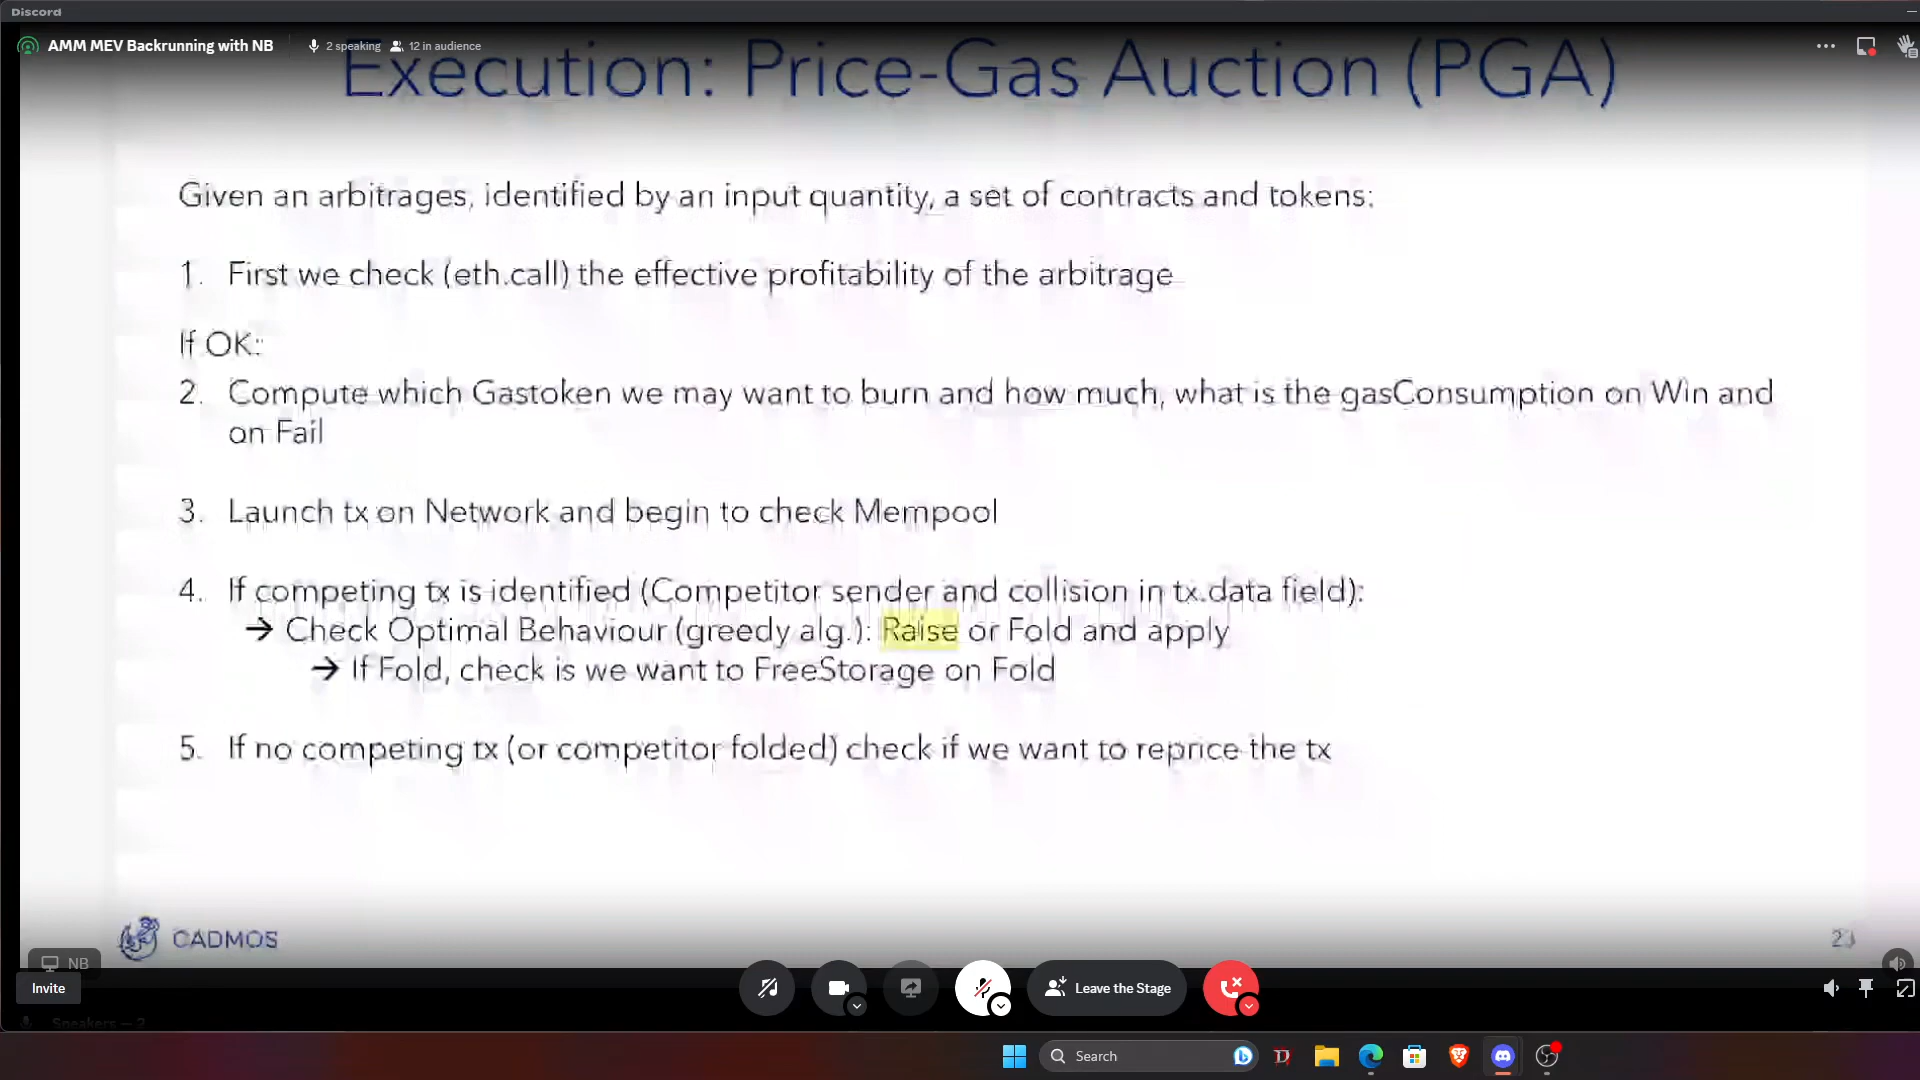 Discord
AMM MEV Backrunning with NB
2 speaking
12 in audience
Execution: Price-Gas Auction (PGA)
Given an arbitrages, identified by an input quantity, a set of contracts and tokens:
1. First we check (eth.call) the effective profitability of the arbitrage
If OK:
2. Compute which Gastoken we may want to burn and how much, what is the gasConsumption on Win and
on Fail
3. Launch tx on Network and begin to check Mempool
4. If competing tx is identified (Competitor sender and collision in tx.data field):
→ Check Optimal Behaviour (greedy alg.): Raise or Fold and apply
→ If Fold, check is we want to FreeStorage on Fold
5. If no competing tx (or competitor folded) check if we want to reprice the tx
CADMOS
NB
Invite
Leave the Stage
Speakers — 2
Search